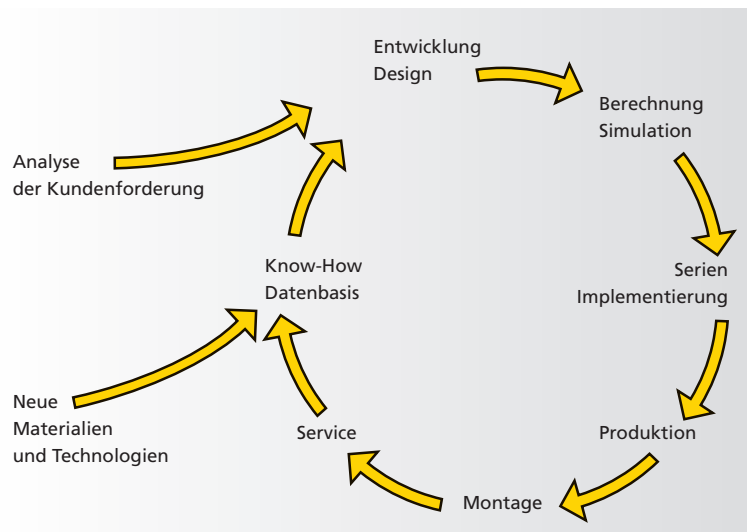 Entwicklung
Design
Berechnung
Simulation
Analyse
der Kundenforderung
Know-How
Datenbasis
Serien
Implementierung
Neue
Materialien
und Technologien
Service
Produktion
Montage